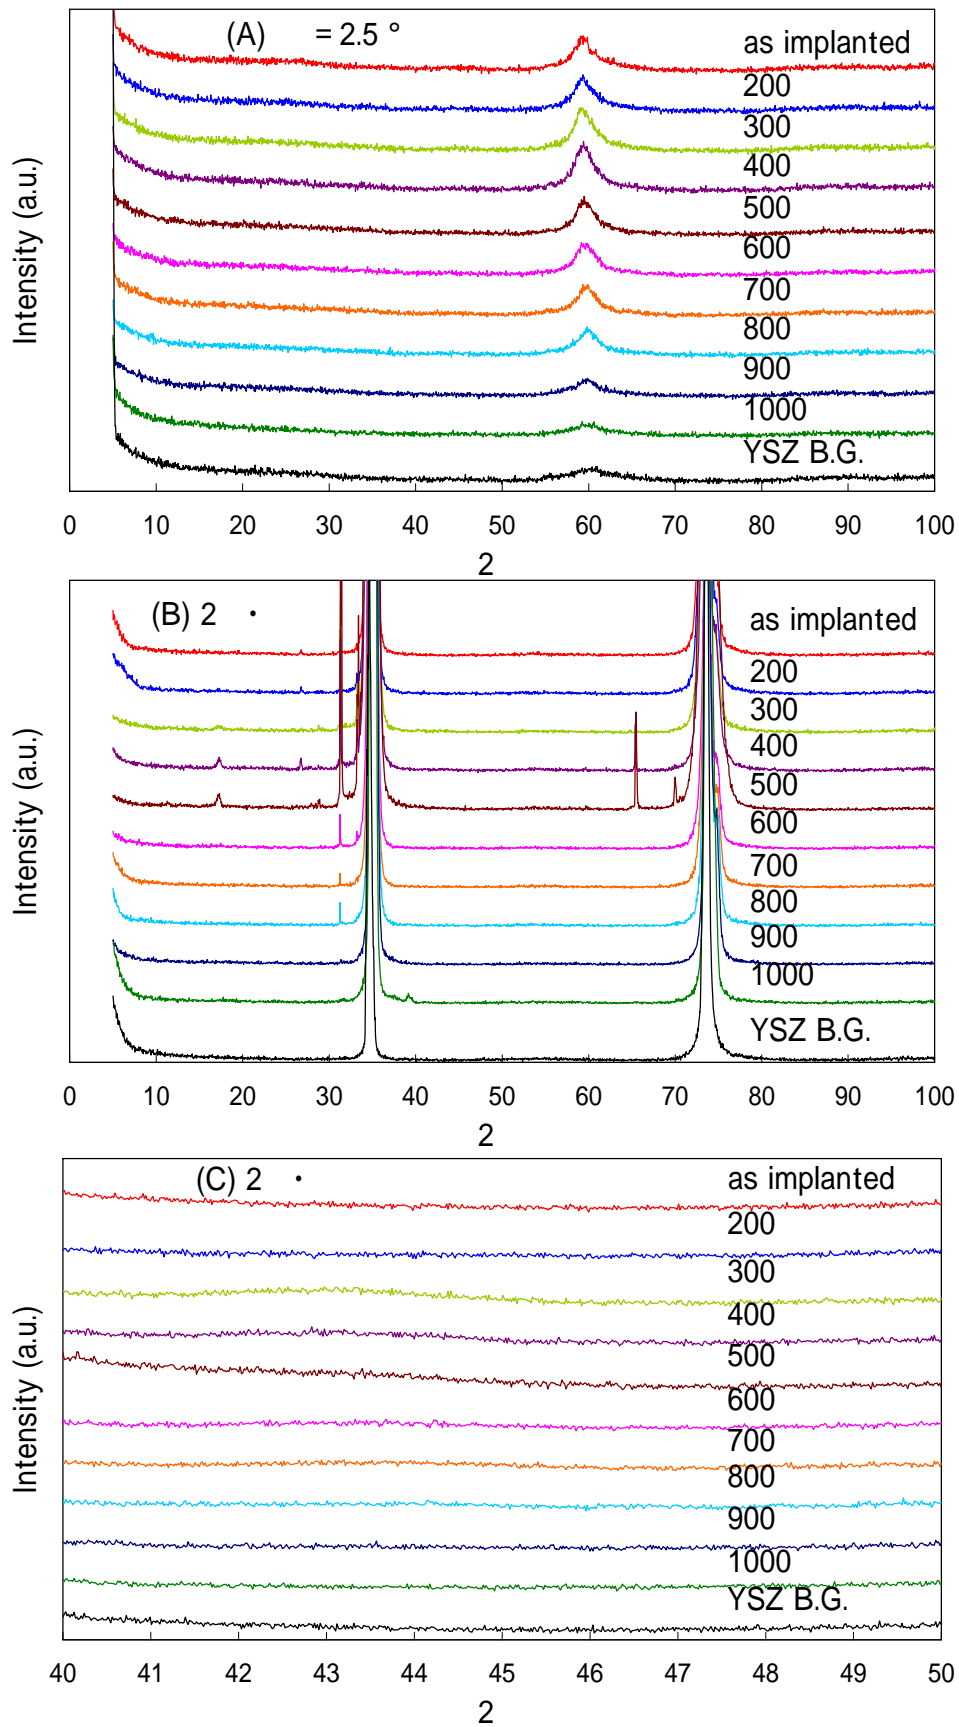 (A) = 2.5 °
as implanted
200
300
400
500
600
700
800
900
1000
YSZ B.G.
Intensity (a.u.)
0 10 20 30 40 50 60 70 80 90 100
2
(B) 2 ·
as implanted
200
300
400
500
600
700
800
900
1000
YSZ B.G.
Intensity (a.u.)
0 10 20 30 40 50 60 70 80 90 100
2
(C) 2 ·
as implanted
200
300
400
500
600
700
800
900
1000
YSZ B.G.
Intensity (a.u.)
40 41 42 43 44 45 46 47 48 49 50
2